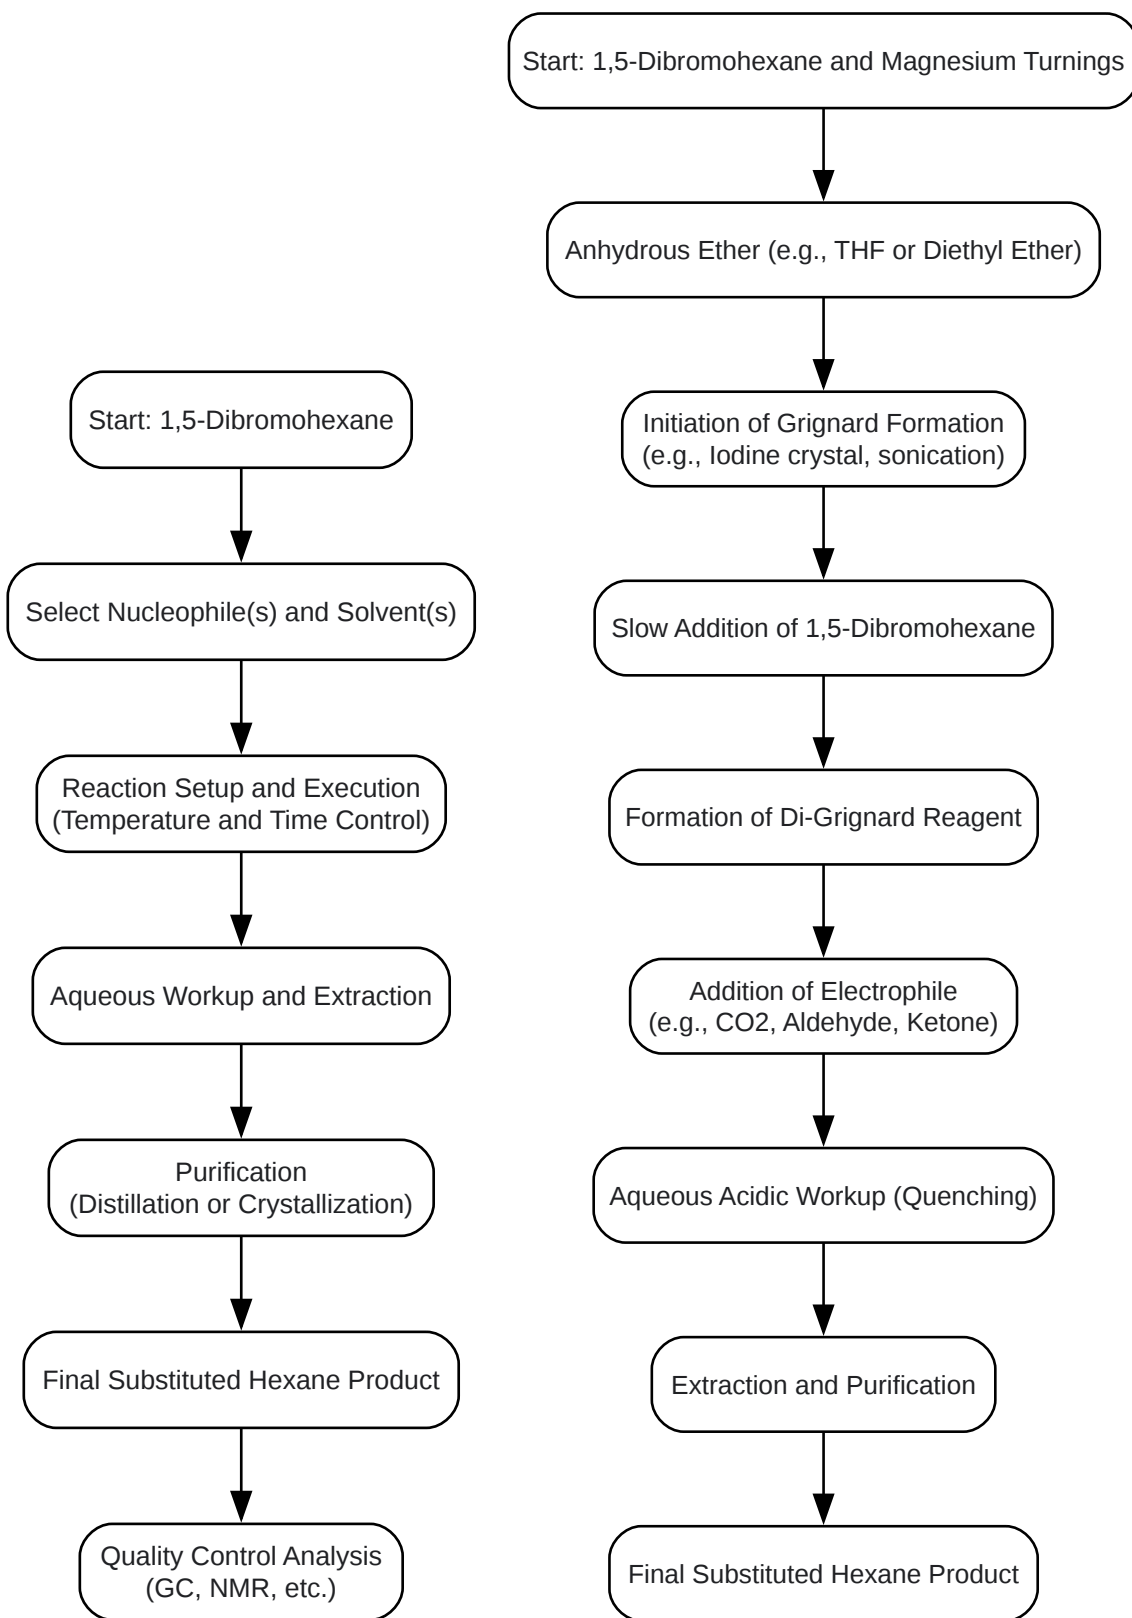 Start: 1,5-Dibromohexane
Select Nucleophile(s) and Solvent(s)
Reaction Setup and Execution
(Temperature and Time Control)
Aqueous Workup and Extraction
Purification
(Distillation or Crystallization)
Final Substituted Hexane Product
Quality Control Analysis
(GC, NMR, etc.)
Start: 1,5-Dibromohexane and Magnesium Turnings
Anhydrous Ether (e.g., THF or Diethyl Ether)
Initiation of Grignard Formation
(e.g., Iodine crystal, sonication)
Slow Addition of 1,5-Dibromohexane
Formation of Di-Grignard Reagent
Addition of Electrophile
(e.g., CO2, Aldehyde, Ketone)
Aqueous Acidic Workup (Quenching)
Extraction and Purification
Final Substituted Hexane Product